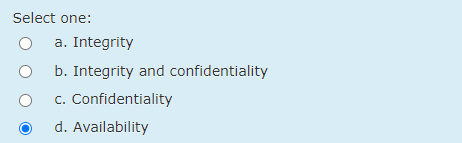 Select one:
a. Integrity
b. Integrity and confidentiality
c. Confidentiality
d. Availability